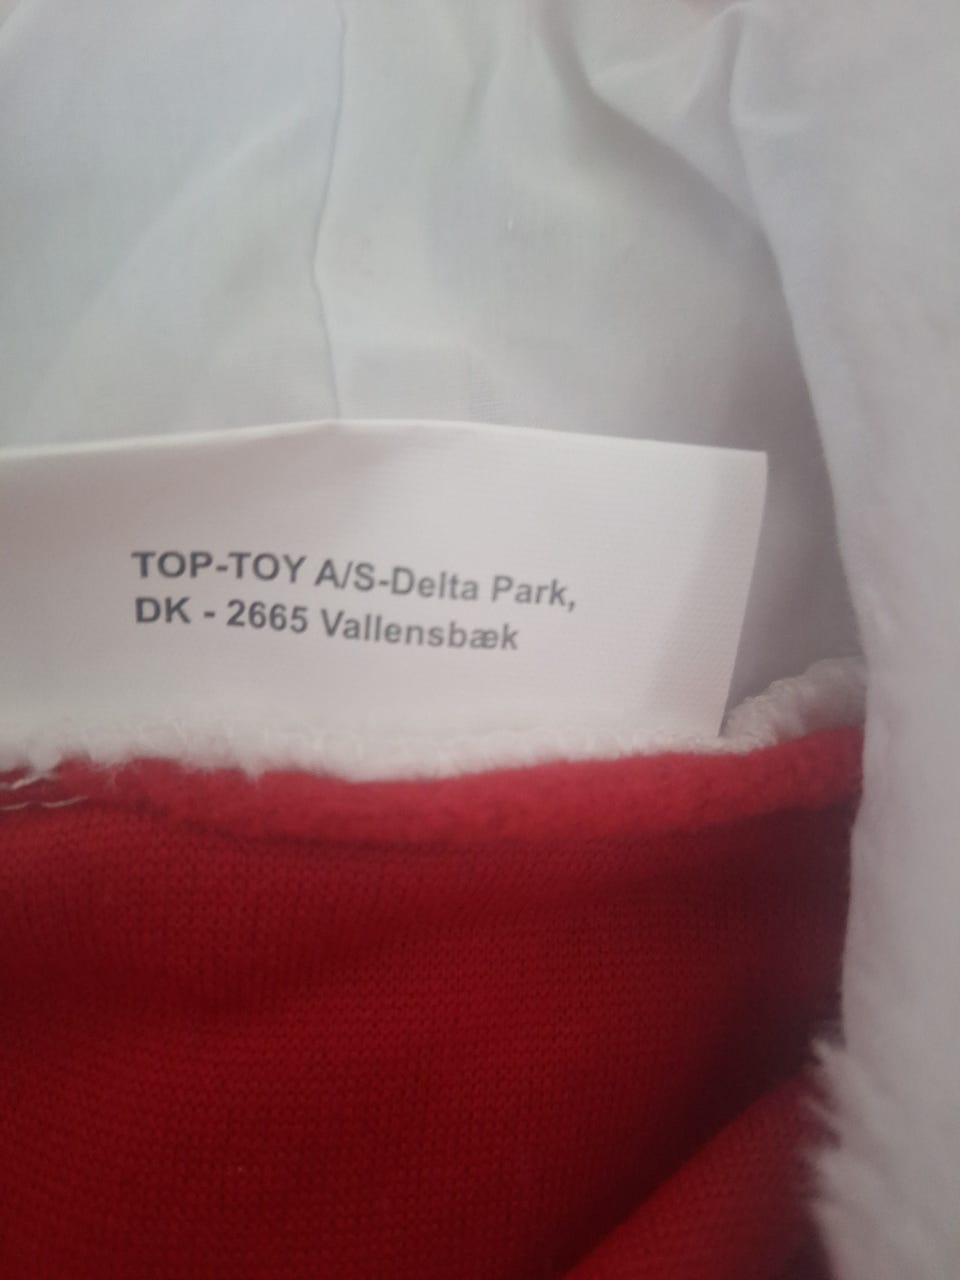 TOP-TOY A/S-Delta Park,
DK - 2665 Vallensbæk